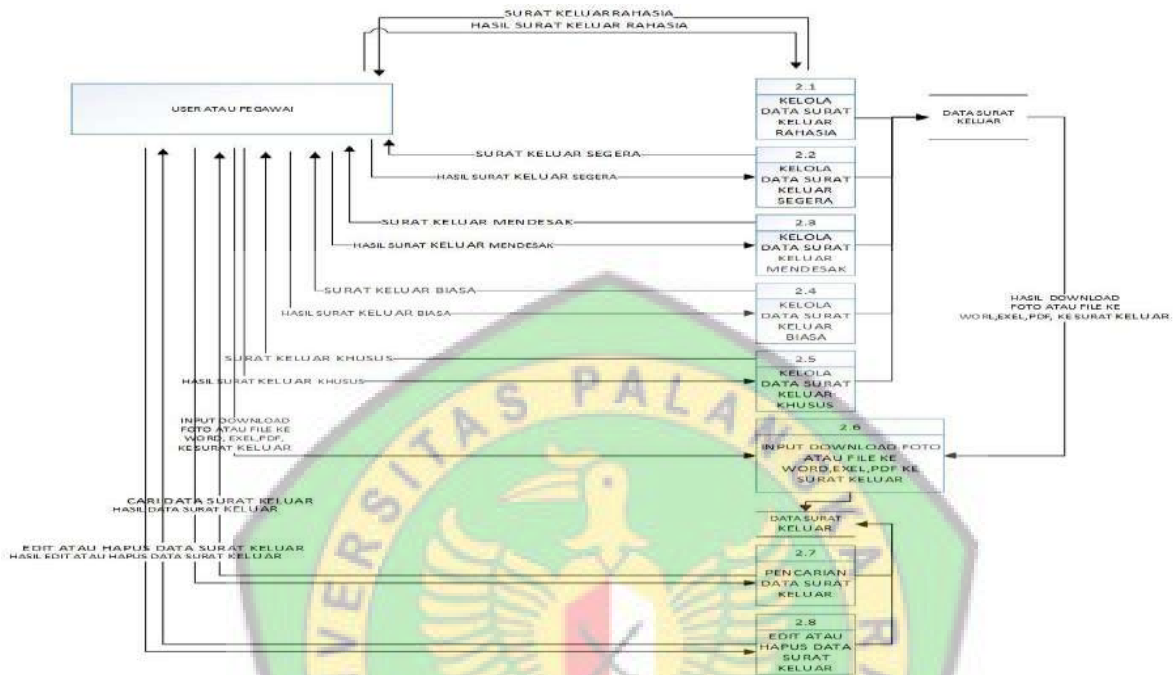 SURAT KELUARRAHASIA
HASIL SURAT KELUAR RAHASIA
USER ATAU PEGAWAI
2.1
KELOLA
DATA SURAT
KELUAR
RAHASIA
DATA SURAT
KELUAR
SURAT KELUAR SEGERA
HASIL SURAT KELUAR SEGERA
2.2
KELOLA
DATA SURAT
KELUAR
SEGERA
SURAT KELUAR MENDESAK
HASIL SURAT KELUAR MENDESAK
2.3
KELOLA
DATA SURAT
KELUAR
MENDESAK
SURAT KELUAR BIASA
HASIL SURAT KELUAR BIASA
2.4
KELOLA
DATA SURAT
KELUAR
BIASA
HASIL DOWNLOAD
FOTO ATAU FILE KE
WORL,EXEL,PDF, KESURAT KELUAR
SURAT KELUAR KHUSUS
HASIL SURAT KELUAR KHUSUS
2.5
KELOLA
DATA SURAT
KELUAR
KHUSUS
INPUT DOWNLOAD
FOTO ATAU FILE KE
WORD, EXEL,PDF,
KESURAT KELUAR
2.6
INPUT DOWNLOAD FOTO
ATAU FILE KE
WORD,EXEL,PDF KE
SURAT KELUAR
CARI DATA SURAT KELUAR
HASIL DATA SURAT KELUAR
DATA SURAT
KELUAR
EDIT ATAU HAPUS DATA SURAT KELUAR
HASIL EDIT ATAU HAPUS DATA SURAT KELUAR
2.7
PENCARIAN
DATA SURAT
KELUAR
2.8
EDIT ATAU
HAPUS DATA
SURAT
KELUAR
VERSITAS PALANGKA RA